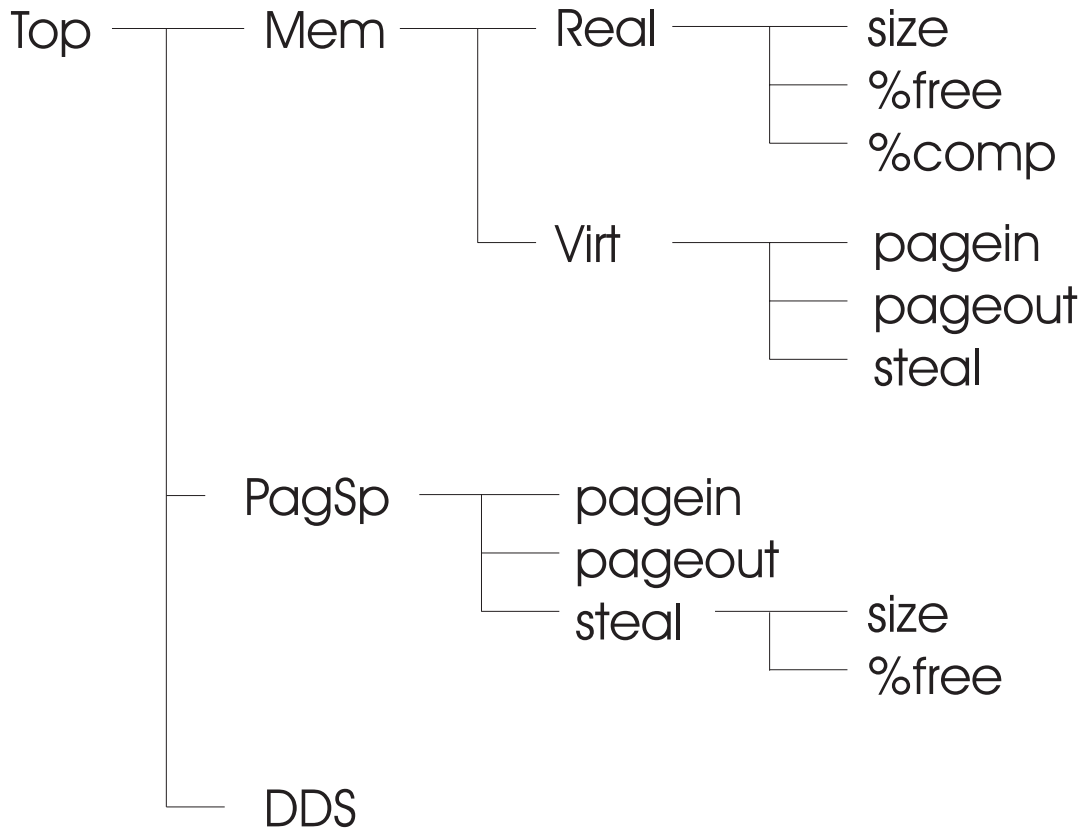 Top Mem Real size
%free
%comp
Virt pagein
pageout
steal
PagSp pagein
pageout
steal size
%free
DDS